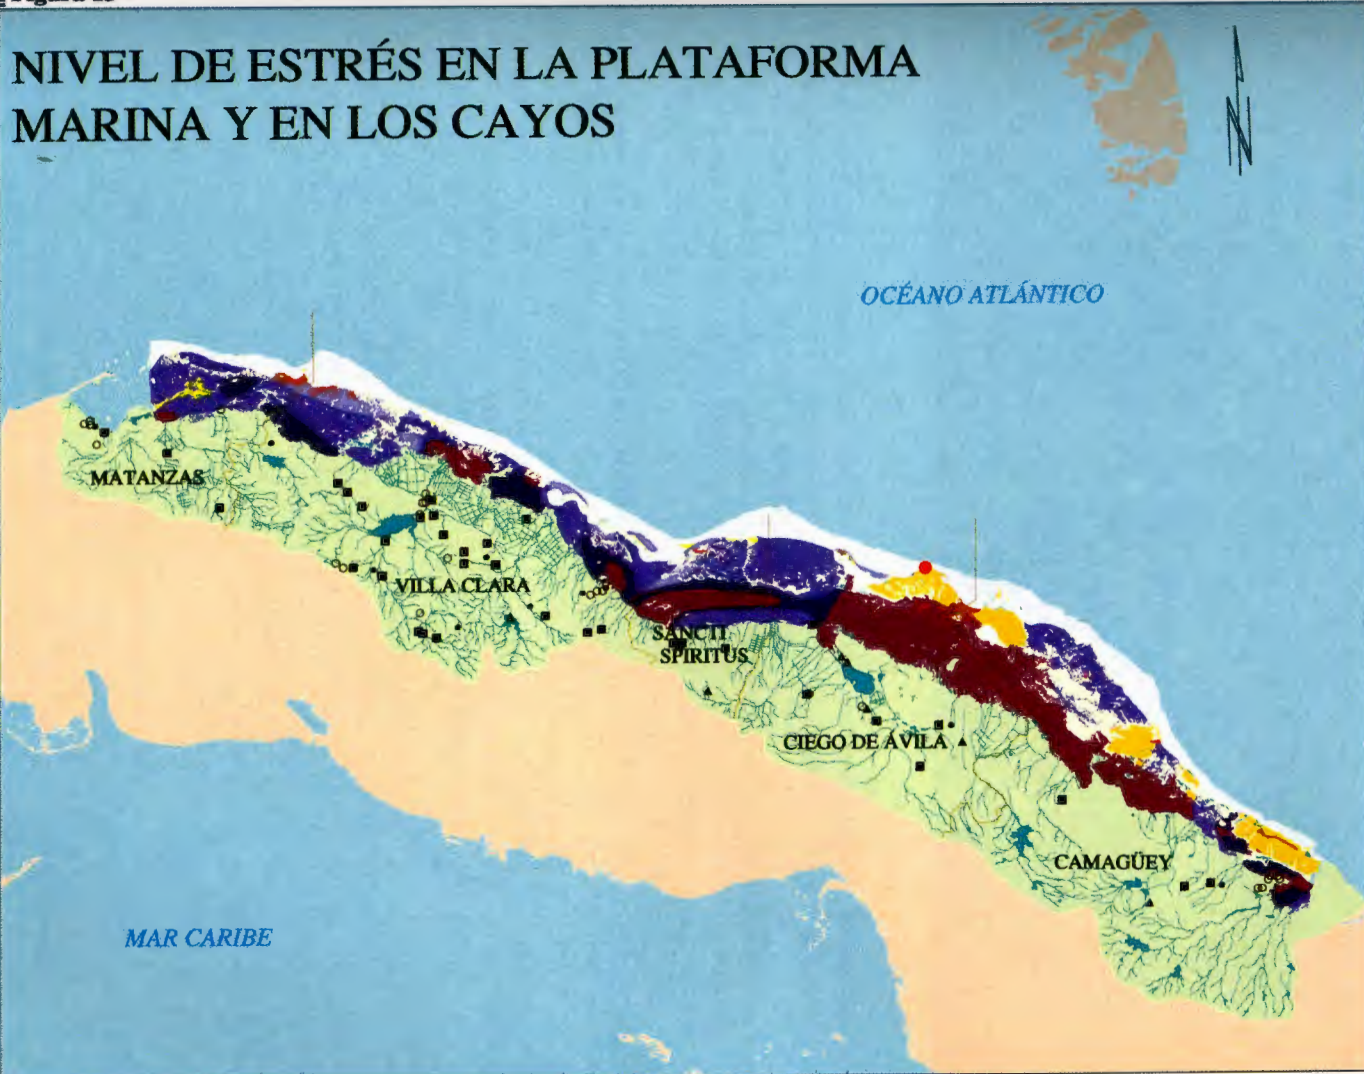 NIVEL DE ESTRÉS EN LA PLATAFORMA
MARINA Y EN LOS CAYOS
OCÉANO ATLÁNTICO
MATANZAS
VILLA CLARA
SANCTI
SPIRITUS
CIEGO DE ÁVILA
CAMAGÜEY
MAR CARIBE